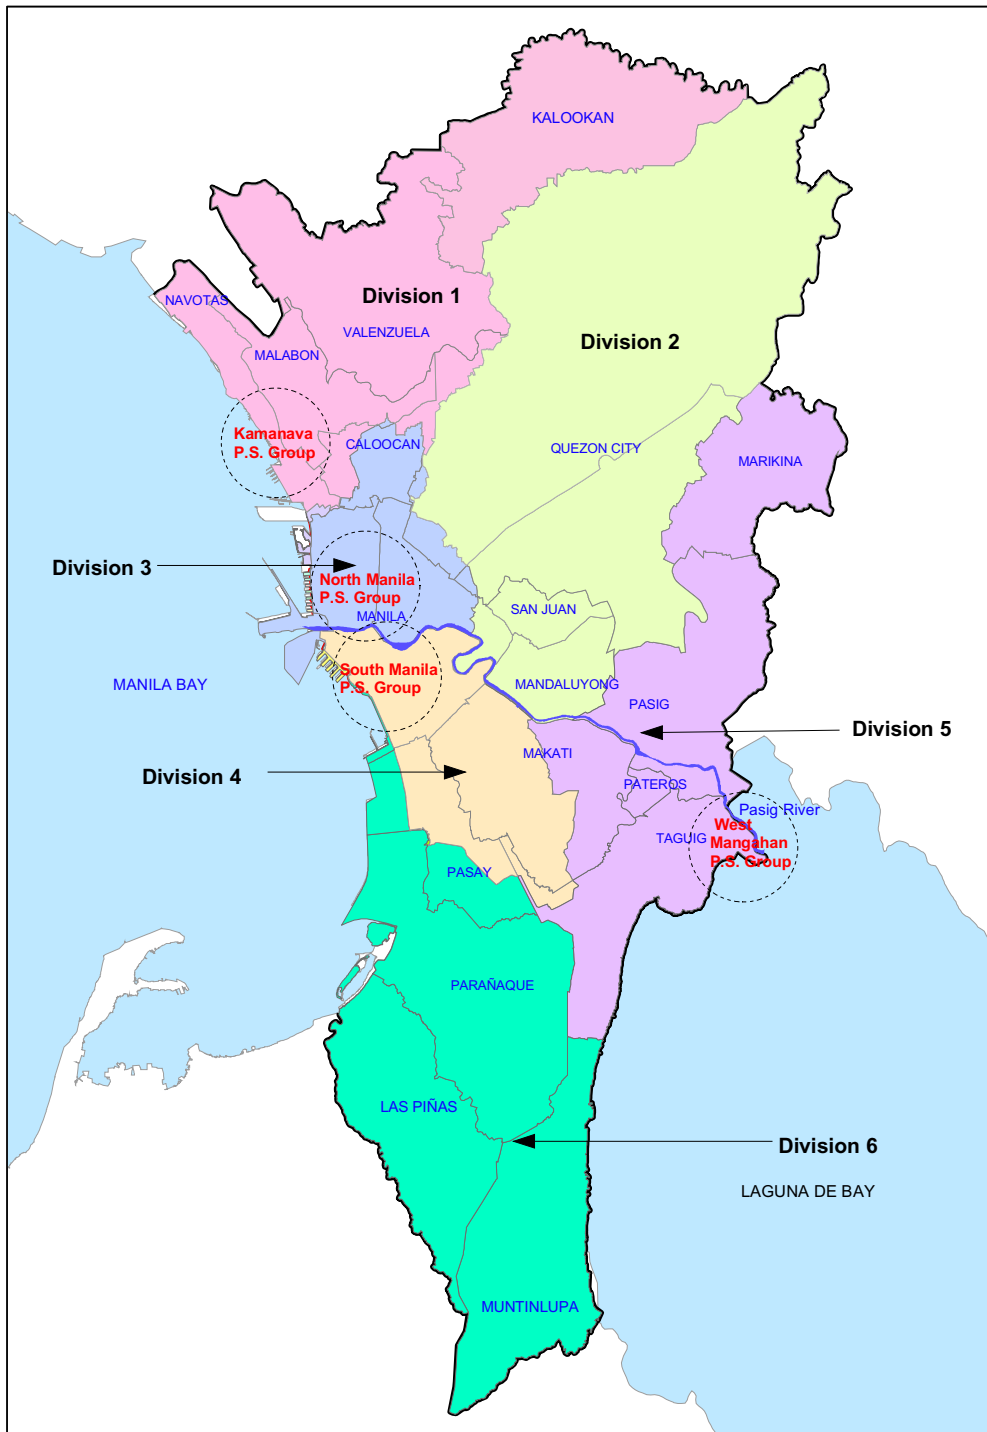 KALOOKAN
Division 1
NAVOTAS
VALENZUELA
Division 2
MALABON
Kamanava
P.S. Group
CALOOCAN
QUEZON CITY
MARIKINA
Division 3
North Manila
P.S. Group
MANILA
SAN JUAN
South Manila
P.S. Group
MANILA BAY
MANDALUYONG
PASIG
Division 5
Division 4
MAKATI
PATEROS
Pasig River
TAGUIG
West
Mangahan
P.S. Group
PASAY
PARAÑAQUE
LAS PIÑAS
Division 6
LAGUNA DE BAY
MUNTINLUPA